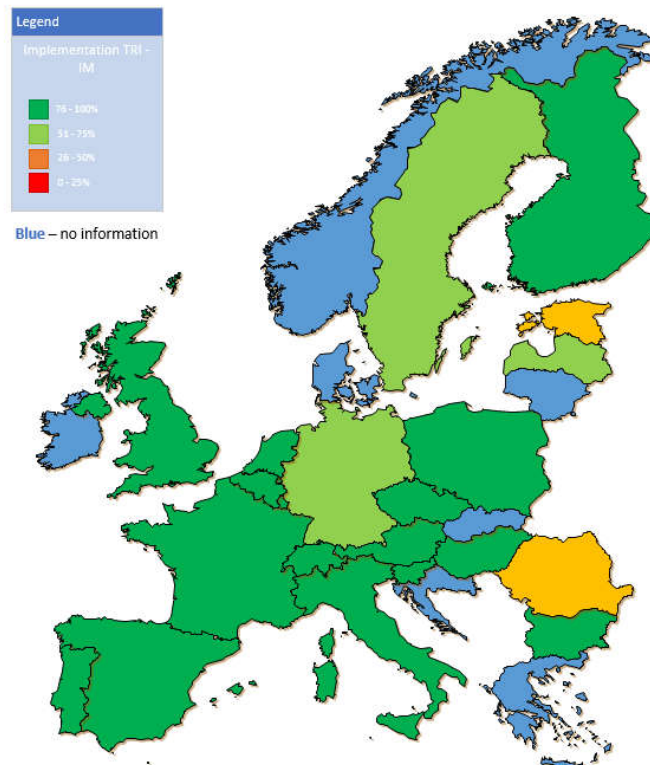 Legend
Implementation TRI -
IM
76 - 100%
51 - 75%
26 - 50%
0 - 25%
Blue – no information